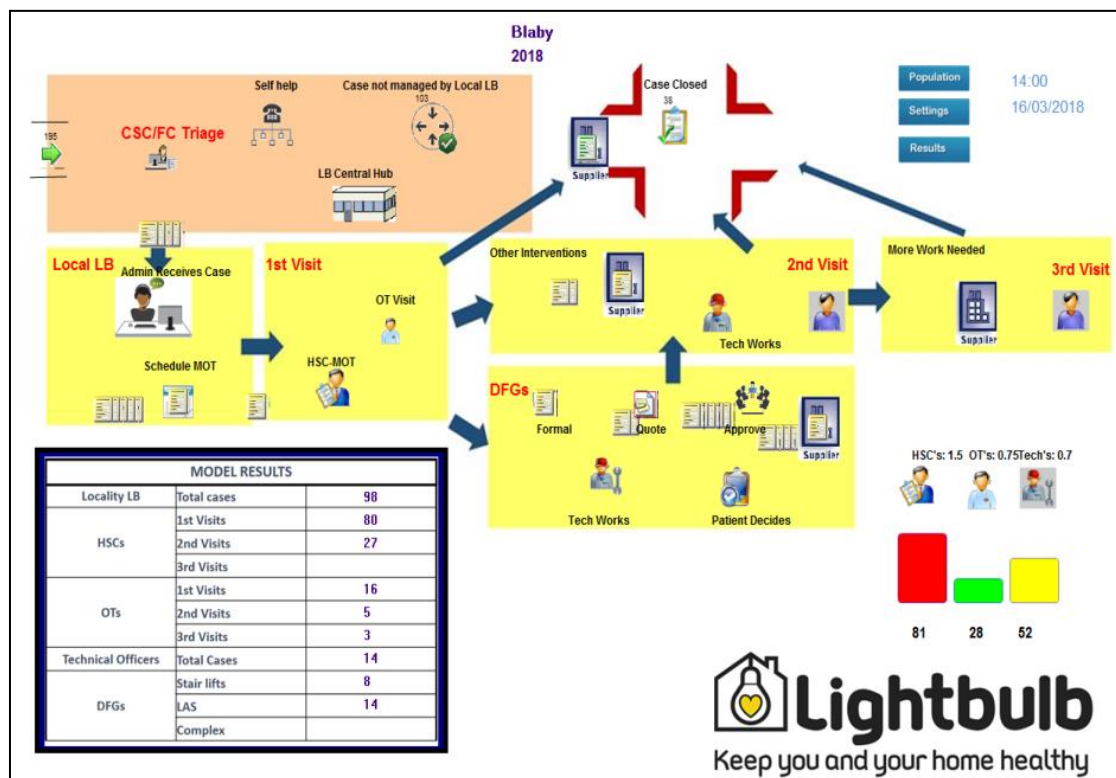 Blaby
2018
Self help
Case not managed by Local LB
103
Case Closed
38
Population
14:00
Settings
16/03/2018
Results
195
CSC/FC Triage
Supplier
LB Central Hub
Local LB
Admin Receives Case
1st Visit
OT Visit
Schedule MOT
HSC-MOT
Other Interventions
2nd Visit
Supplier
Tech Works
More Work Needed
3rd Visit
Supplier
DFGs
Formal
Quote
Approve
Supplier
Tech Works
Patient Decides
HSC's: 1.5 OT's: 0.75Tech's: 0.7
81 28 52
MODEL RESULTS
Locality LB Total cases 98
HSCs
1st Visits 80
2nd Visits 27
3rd Visits
OTs
1st Visits 16
2nd Visits 5
3rd Visits 3
Technical Officers Total Cases 14
DFGs
Stair lifts 8
LAS 14
Complex
Lightbulb
Keep you and your home healthy